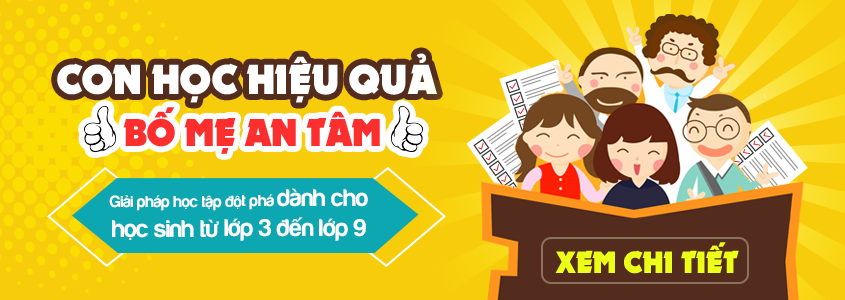 CON HỌC HIỆU QUẢ
BỐ MẸ AN TÂM
Giải pháp học tập đột phá dành cho
học sinh từ lớp 3 đến lớp 9
XEM CHI TIẾT